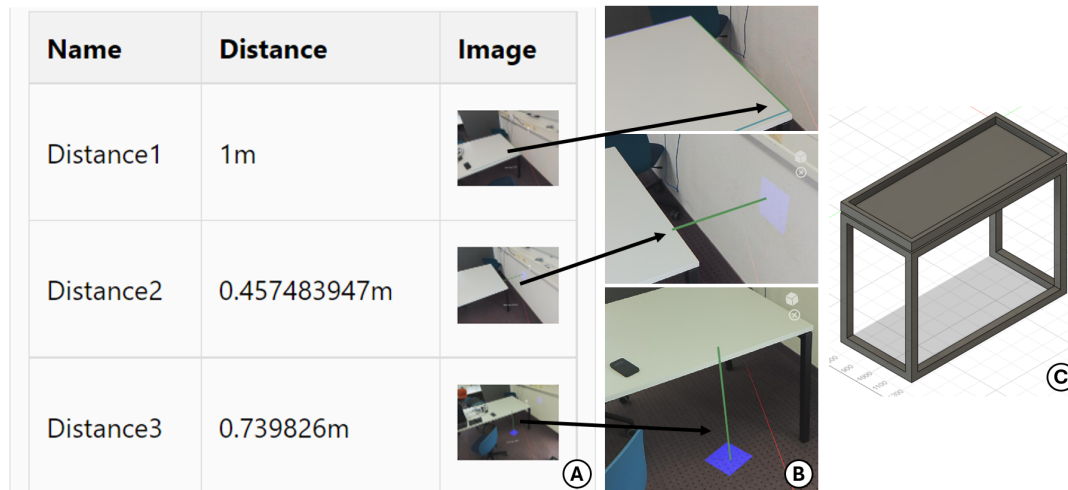 Name Distance Image
Distance1 1m
Distance2 0.457483947m
Distance3 0.739826m
A
B
C